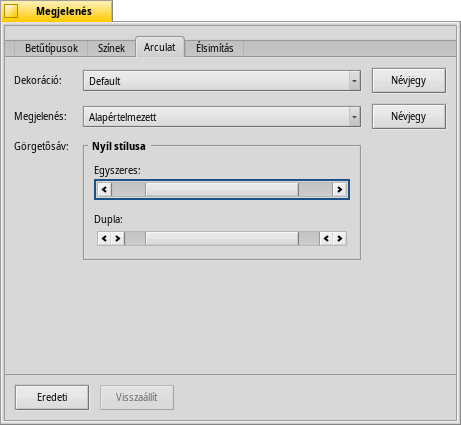 Megjelenés
Betűtípusok Színek Arculat Élsimítás
Dekoráció: Default Névjegy
Megjelenés: Alapértelmezett Névjegy
Görgetősáv: Nyíl stílusa
Egyszeres:
Dupla:
Eredeti Visszaállít